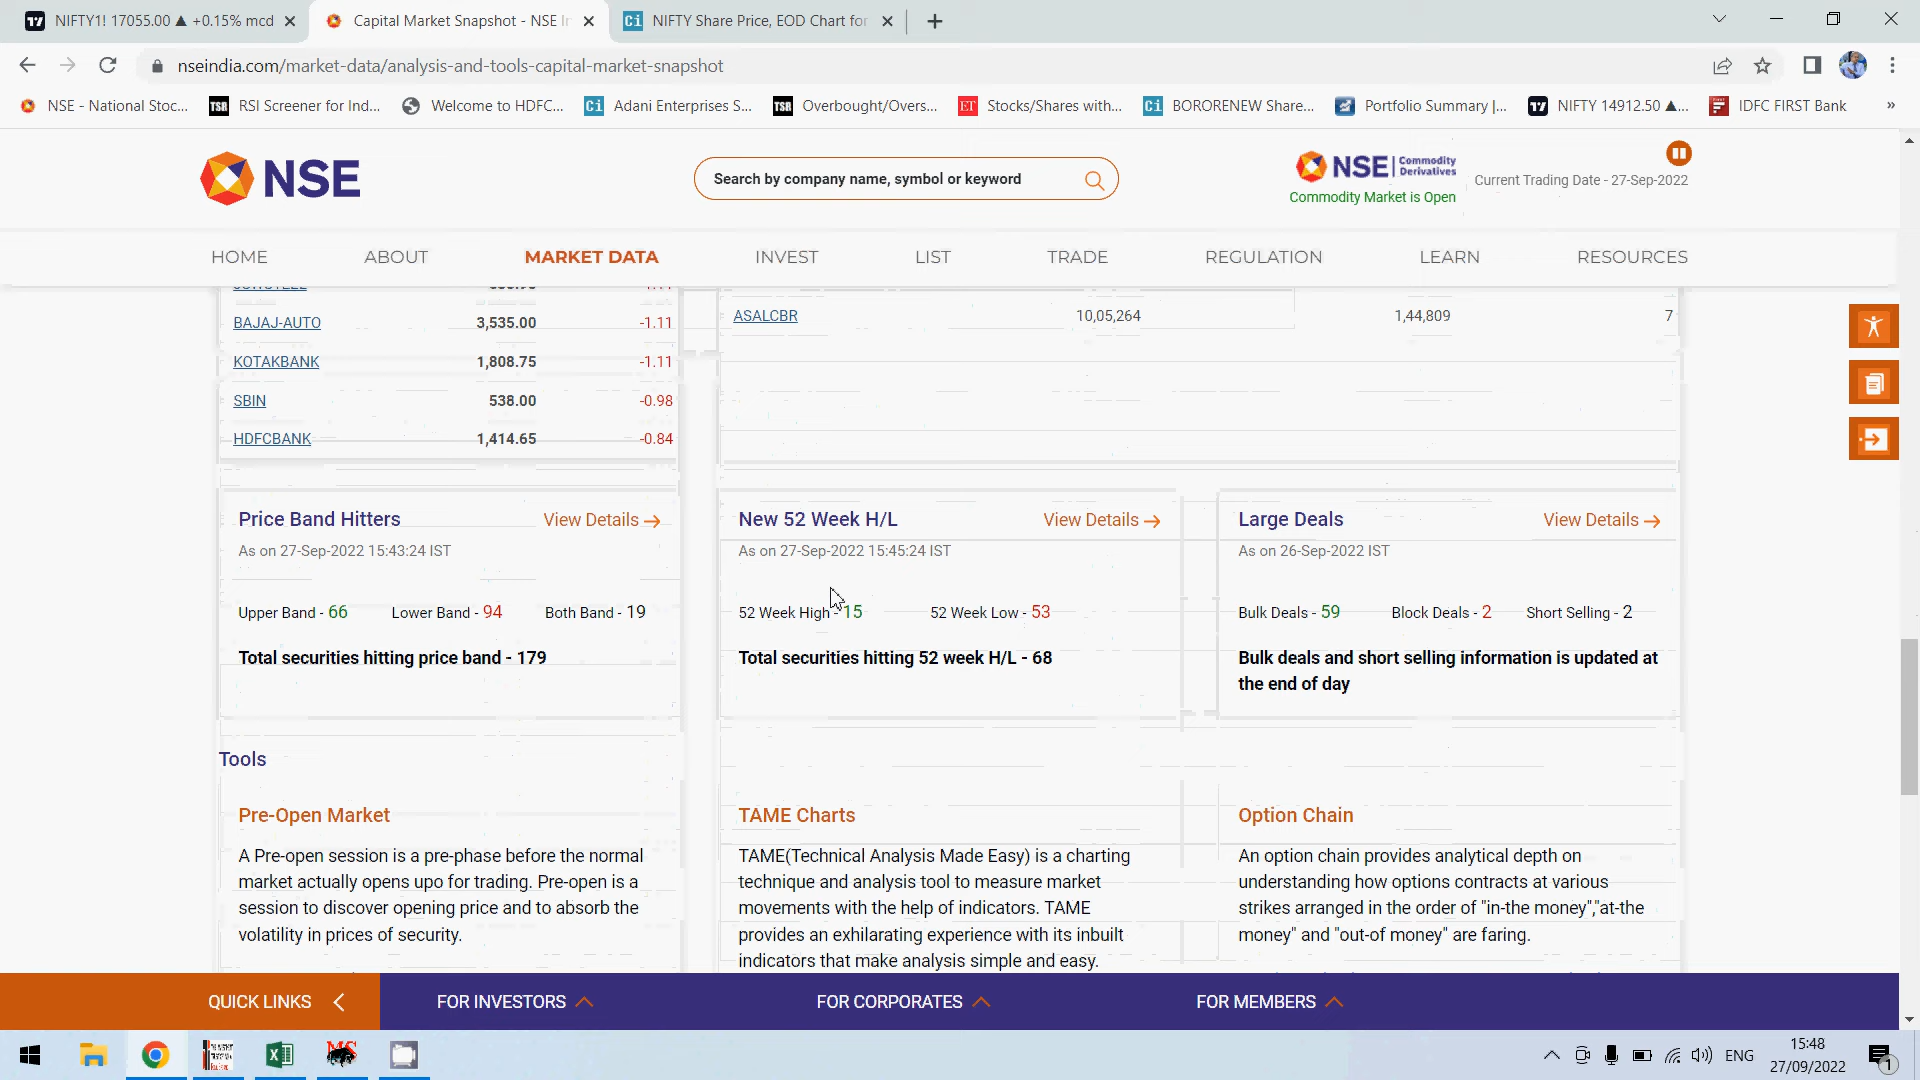 NIFTY1! 17055.00 ▲ +0.15% mcd
Capital Market Snapshot - NSE In
NIFTY Share Price, EOD Chart for
nseindia.com/market-data/analysis-and-tools-capital-market-snapshot
NSE - National Stoc...
RSI Screener for Ind...
Welcome to HDFC...
Adani Enterprises S...
Overbought/Overs...
Stocks/Shares with...
BORORENEW Share...
Portfolio Summary |...
NIFTY 14912.50 ▲...
IDFC FIRST Bank
»
NSE
Search by company name, symbol or keyword
NSE | Commodity Derivatives
Commodity Market is Open
Current Trading Date - 27-Sep-2022
HOME ABOUT MARKET DATA INVEST LIST TRADE REGULATION LEARN RESOURCES
BAJAJ-AUTO 3,535.00 -1.11
KOTAKBANK 1,808.75 -1.11
SBIN 538.00 -0.98
HDFCBANK 1,414.65 -0.84
ASALCBR 10,05,264 1,44,809 7
Price Band Hitters View Details →
As on 27-Sep-2022 15:43:24 IST
Upper Band - 66 Lower Band - 94 Both Band - 19
Total securities hitting price band - 179
New 52 Week H/L View Details →
As on 27-Sep-2022 15:45:24 IST
52 Week High - 15 52 Week Low - 53
Total securities hitting 52 week H/L - 68
Large Deals View Details →
As on 26-Sep-2022 IST
Bulk Deals - 59 Block Deals - 2 Short Selling - 2
Bulk deals and short selling information is updated at
the end of day
Tools
Pre-Open Market
A Pre-open session is a pre-phase before the normal
market actually opens upo for trading. Pre-open is a
session to discover opening price and to absorb the
volatility in prices of security.
TAME Charts
TAME(Technical Analysis Made Easy) is a charting
technique and analysis tool to measure market
movements with the help of indicators. TAME
provides an exhilarating experience with its inbuilt
indicators that make analysis simple and easy.
Option Chain
An option chain provides analytical depth on
understanding how options contracts at various
strikes arranged in the order of "in-the money","at-the
money" and "out-of money" are faring.
QUICK LINKS FOR INVESTORS FOR CORPORATES FOR MEMBERS
ENG
15:48
27/09/2022
1